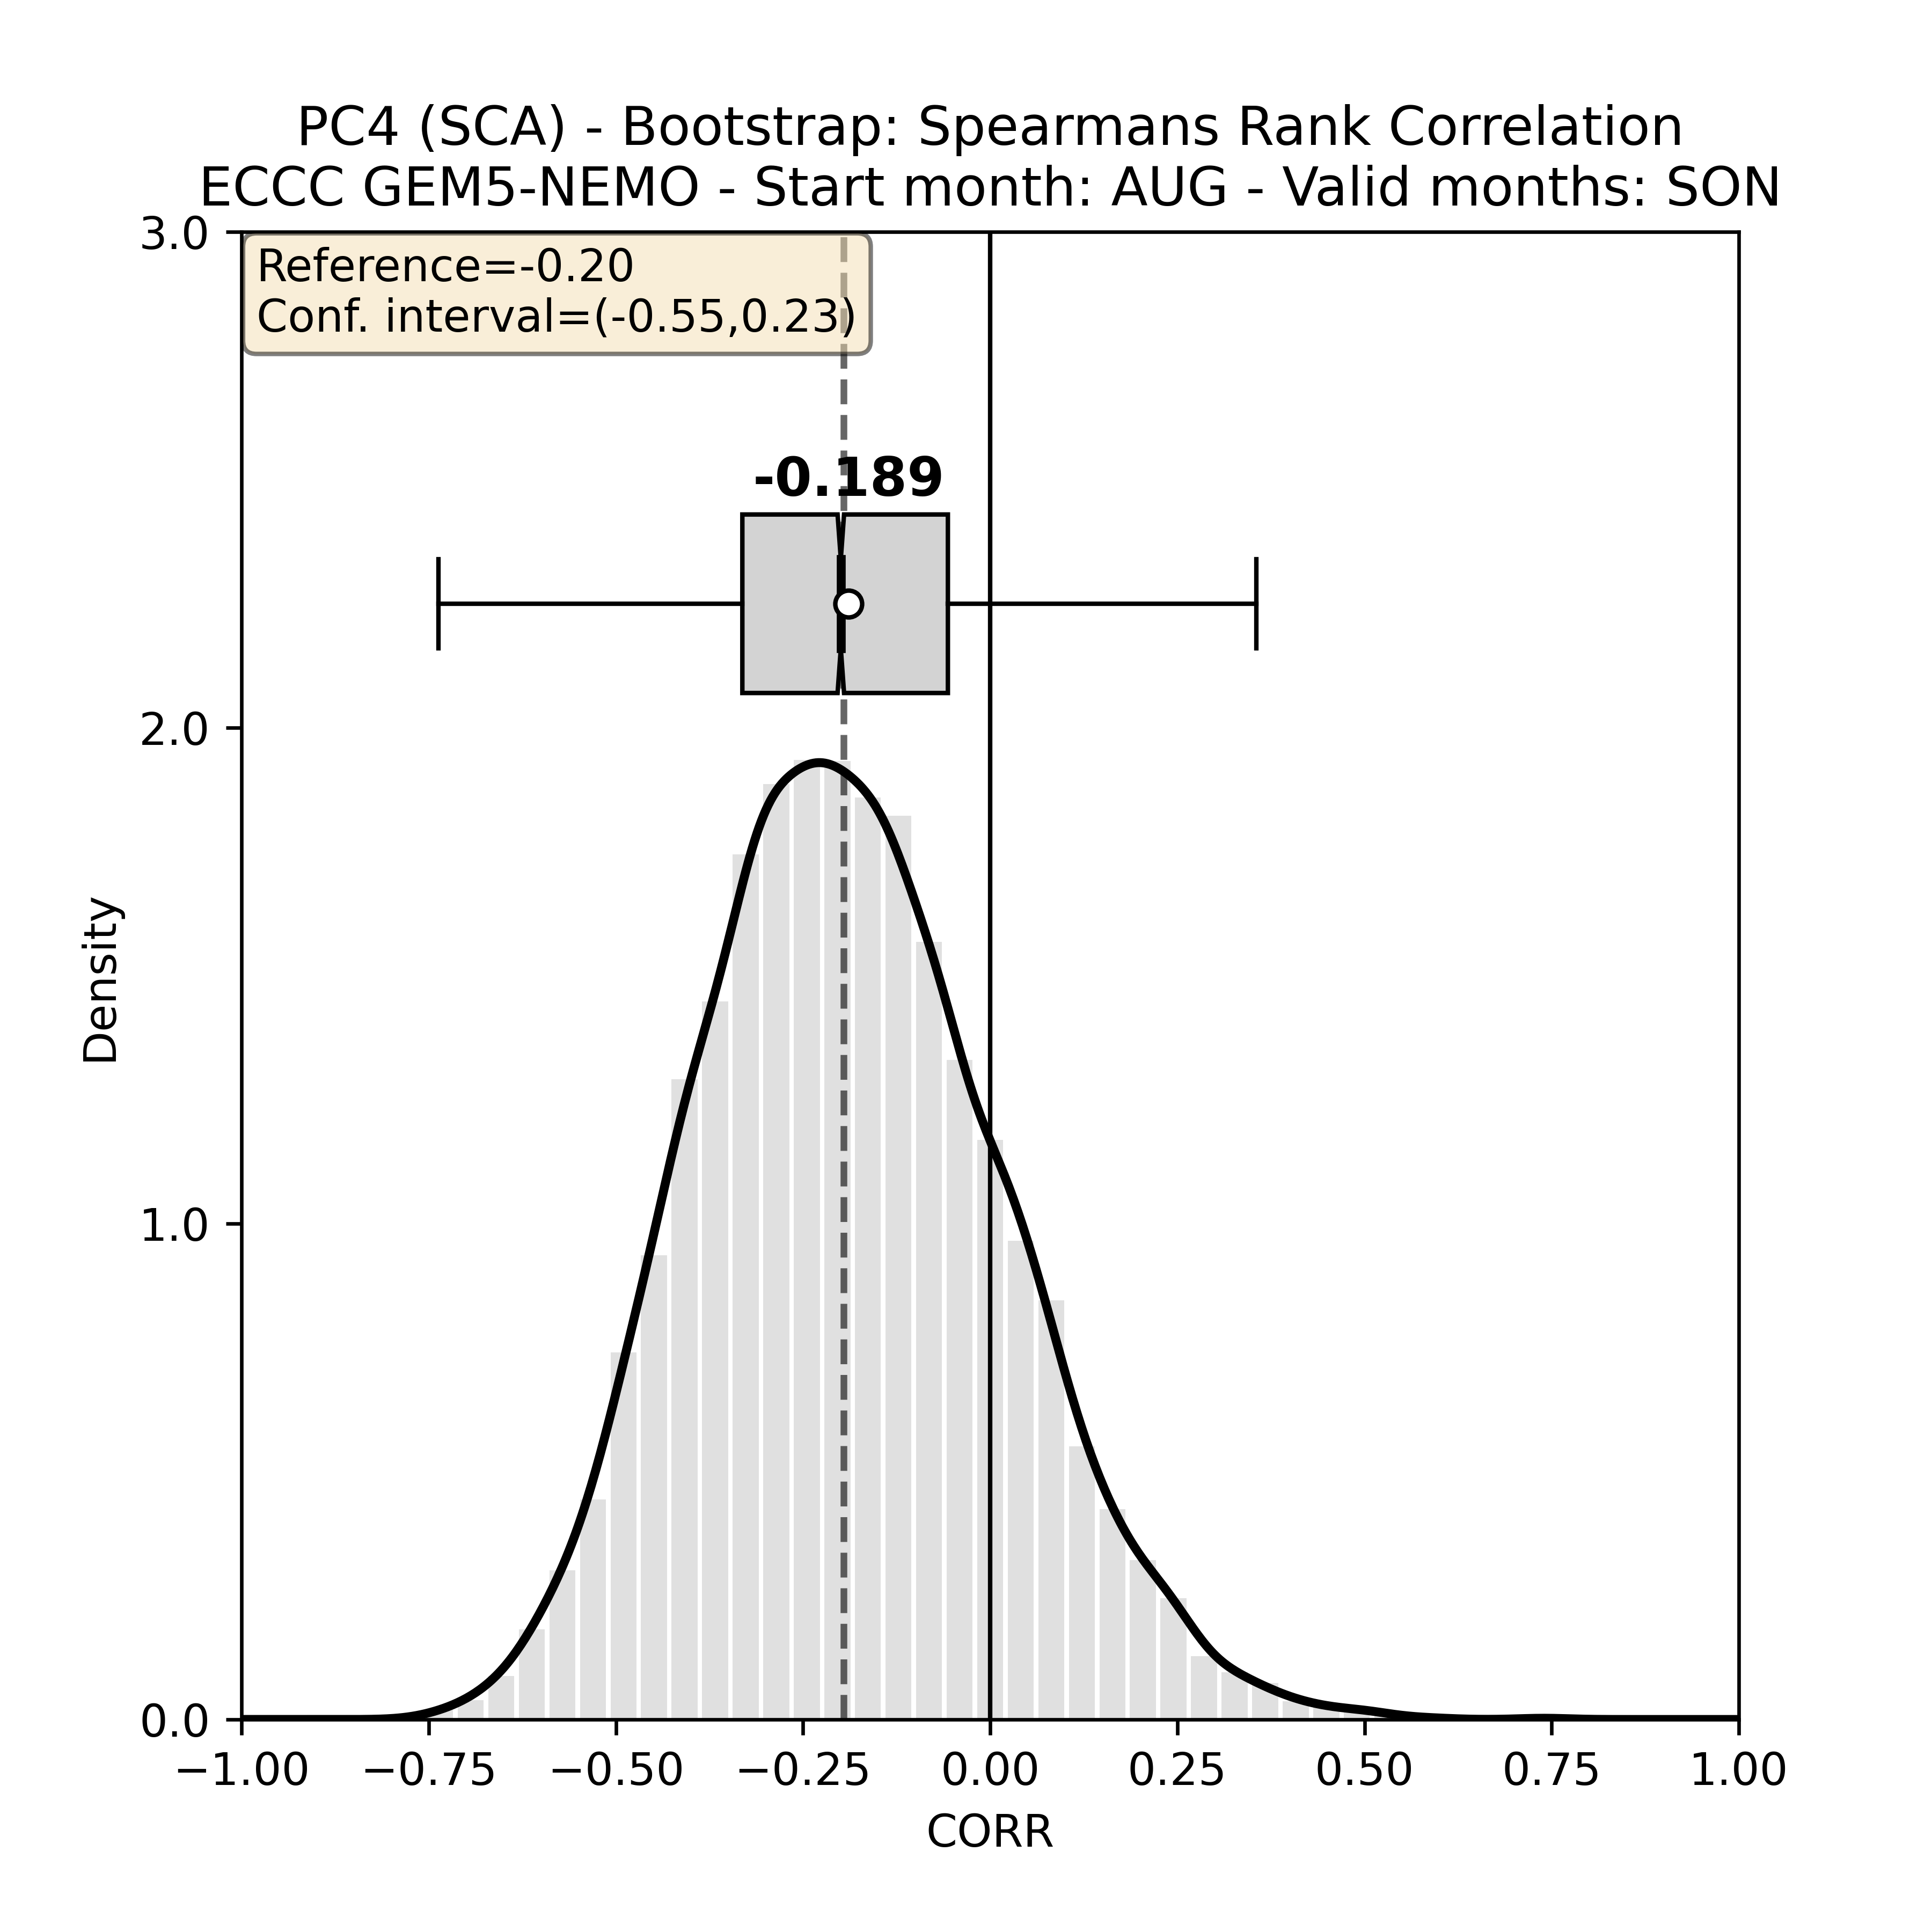 PC4 (SCA) - Bootstrap: Spearmans Rank Correlation
ECCC GEM5-NEMO - Start month: AUG - Valid months: SON
3.0
Reference=-0.20
Conf. interval=(-0.55,0.23)
-0.189
2.0
Density
1.0
0.0
−1.00 −0.75 −0.50 −0.25 0.00 0.25 0.50 0.75 1.00
CORR